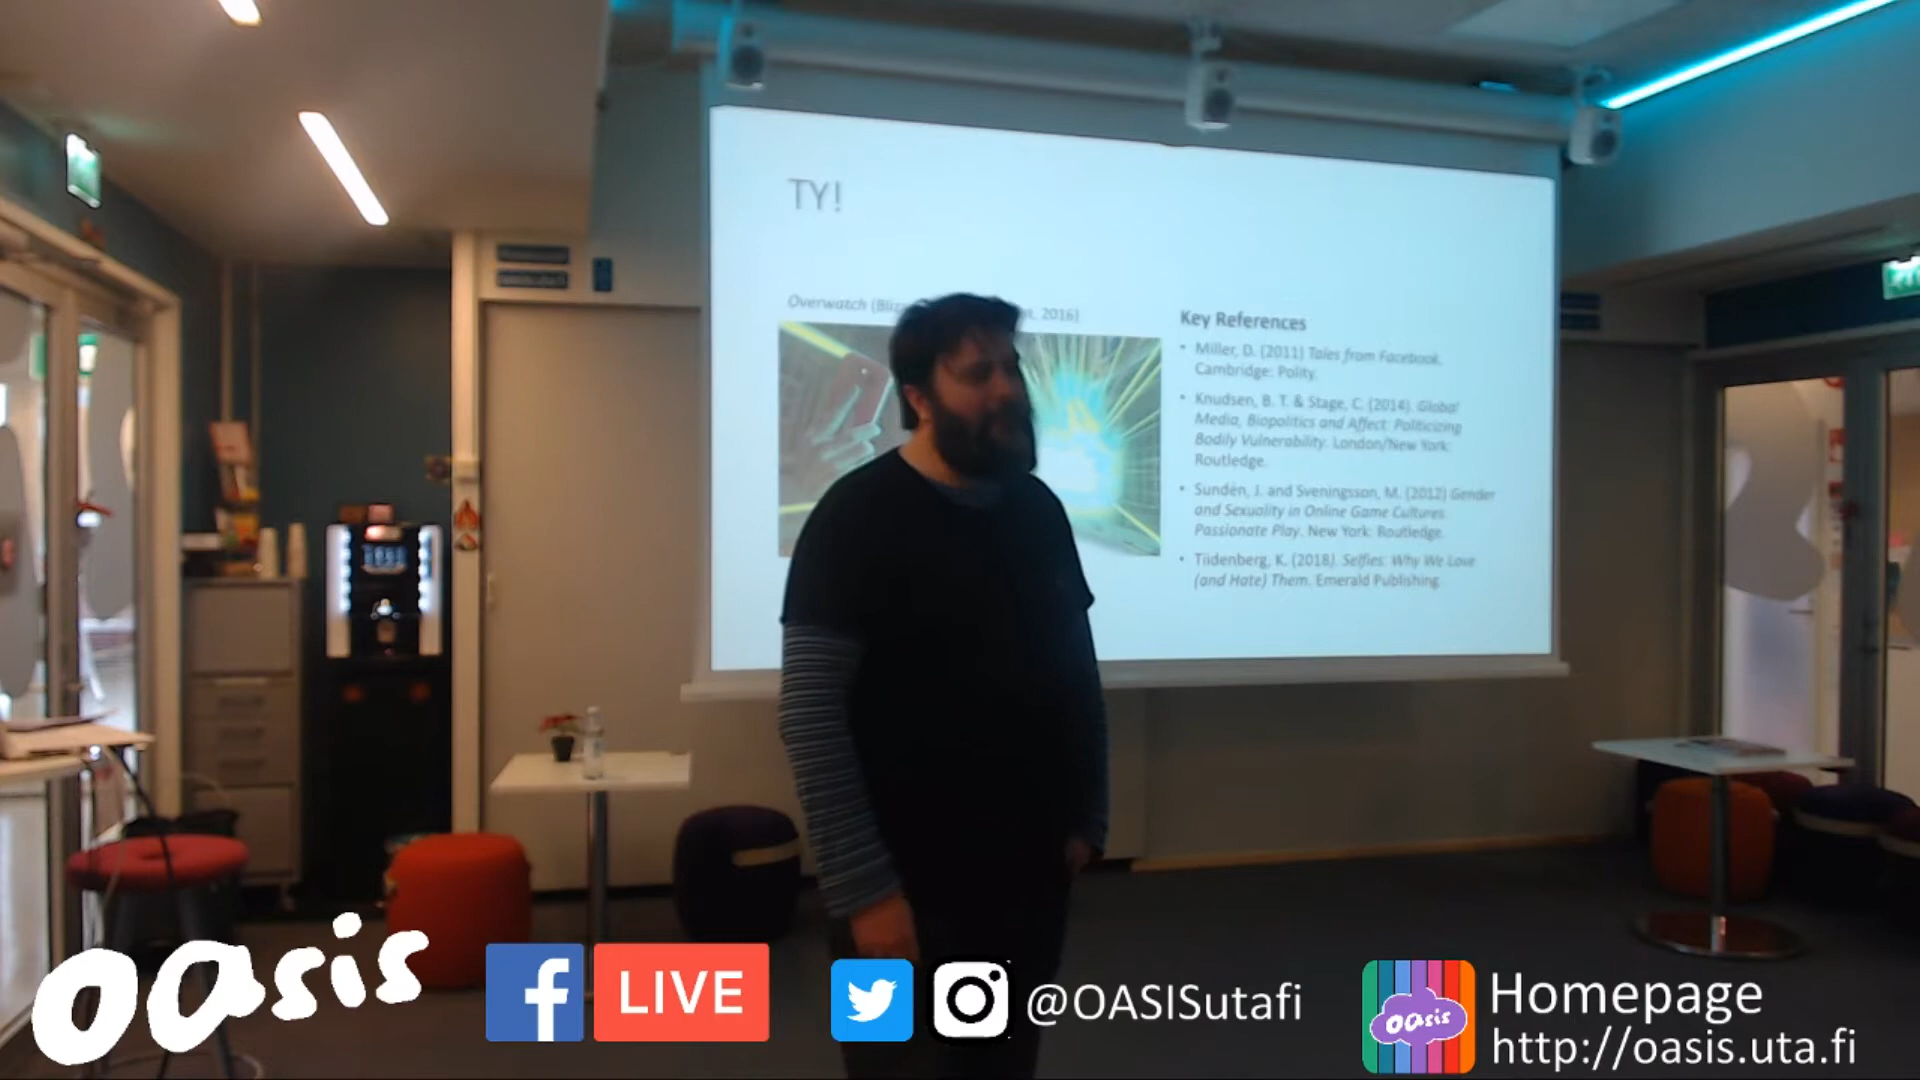 TY!
Overwatch (Bliz
, 2016)
Key References
• Miller, D. (2011) Tales from Facebook.
Cambridge: Polity.
• Knudsen, B. T. & Stage, C. (2014). Global
Media, Biopolitics and Affect: Politicizing
Bodily Vulnerability. London/New York:
Routledge.
• Sundén, J. and Sveningsson, M. (2012) Gender
and Sexuality in Online Game Cultures:
Passionate Play. New York: Routledge.
• Tiidenberg, K. (2018). Selfies: Why We Love
(and Hate) Them. Emerald Publishing.
oasis
f LIVE
@OASISutafi
oasis
Homepage
http://oasis.uta.fi